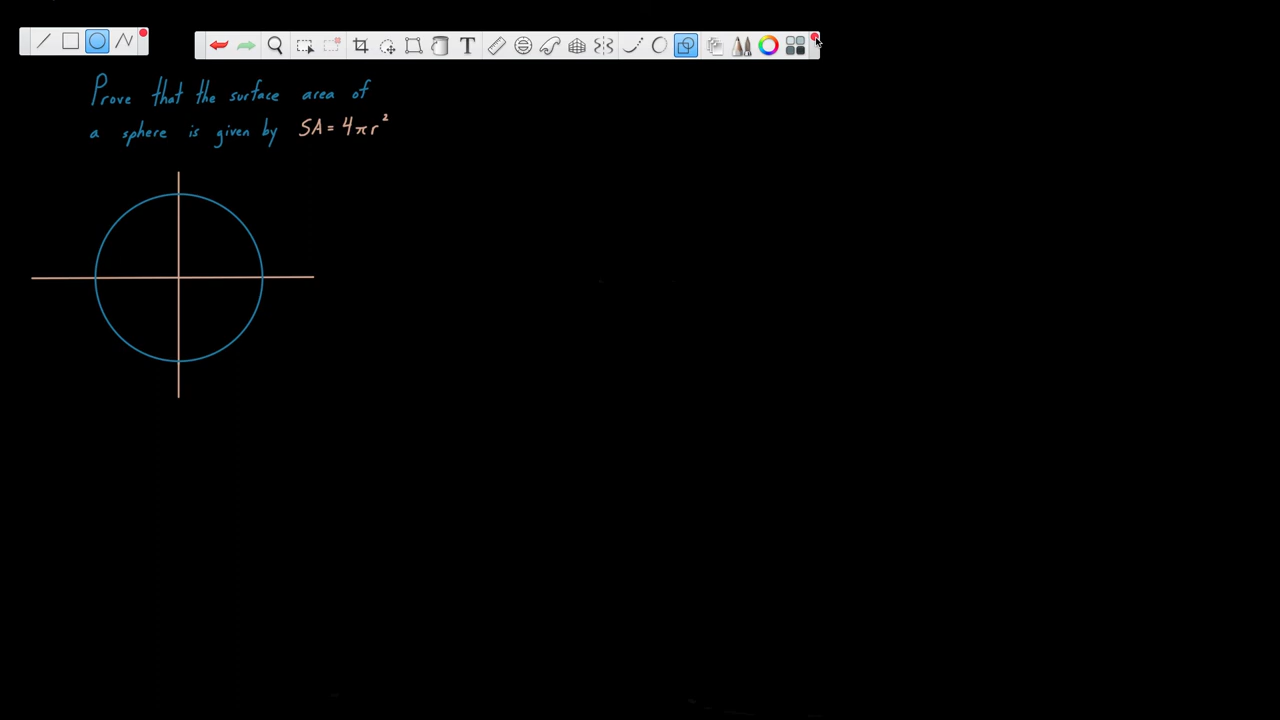 Prove that the surface area of
a sphere is given by SA = 4πr²